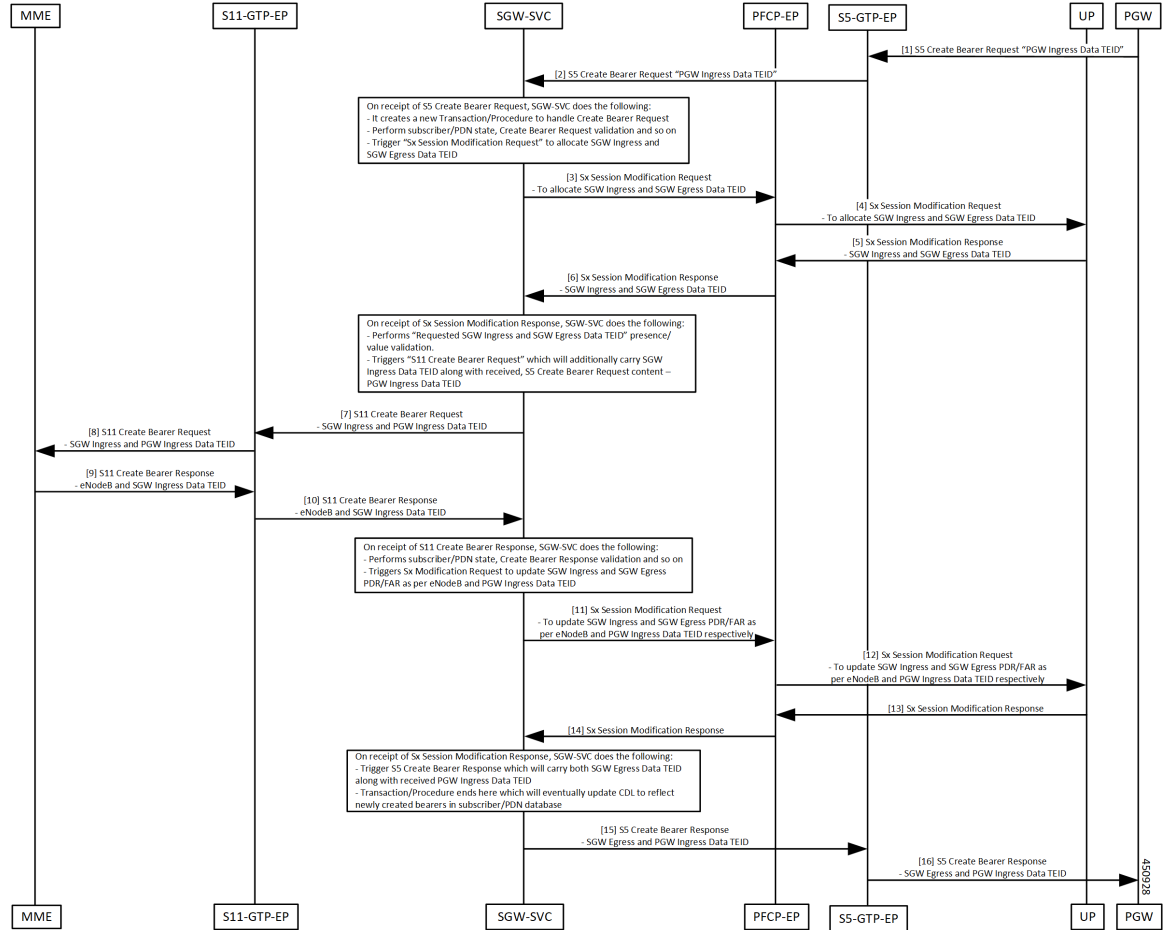 MME
S11-GTP-EP
SGW-SVC
PFCP-EP
S5-GTP-EP
UP
PGW
[1] S5 Create Bearer Request “PGW Ingress Data TEID”
[2] S5 Create Bearer Request “PGW Ingress Data TEID”
On receipt of S5 Create Bearer Request, SGW-SVC does the following:
- It creates a new Transaction/Procedure to handle Create Bearer Request
- Perform subscriber/PDN state, Create Bearer Request validation and so on
- Trigger “Sx Session Modification Request” to allocate SGW Ingress and
SGW Egress Data TEID
[3] Sx Session Modification Request
- To allocate SGW Ingress and SGW Egress Data TEID
[4] Sx Session Modification Request
- To allocate SGW Ingress and SGW Egress Data TEID
[5] Sx Session Modification Response
- SGW Ingress and SGW Egress Data TEID
[6] Sx Session Modification Response
- SGW Ingress and SGW Egress Data TEID
On receipt of Sx Session Modification Response, SGW-SVC does the following:
- Performs “Requested SGW Ingress and SGW Egress Data TEID” presence/
value validation.
- Triggers “S11 Create Bearer Request” which will additionally carry SGW
Ingress Data TEID along with received, S5 Create Bearer Request content –
PGW Ingress Data TEID
[7] S11 Create Bearer Request
- SGW Ingress and PGW Ingress Data TEID
[8] S11 Create Bearer Request
- SGW Ingress and PGW Ingress Data TEID
[9] S11 Create Bearer Response
- eNodeB and SGW Ingress Data TEID
[10] S11 Create Bearer Response
- eNodeB and SGW Ingress Data TEID
On receipt of S11 Create Bearer Response, SGW-SVC does the following:
- Performs subscriber/PDN state, Create Bearer Response validation and so on
- Triggers Sx Modification Request to update SGW Ingress and SGW Egress
PDR/FAR as per eNodeB and PGW Ingress Data TEID
[11] Sx Session Modification Request
- To update SGW Ingress and SGW Egress PDR/FAR as
per eNodeB and PGW Ingress Data TEID respectively
[12] Sx Session Modification Request
- To update SGW Ingress and SGW Egress PDR/FAR as
per eNodeB and PGW Ingress Data TEID respectively
[13] Sx Session Modification Response
[14] Sx Session Modification Response
On receipt of Sx Session Modification Response, SGW-SVC does the following:
- Trigger S5 Create Bearer Response which will carry both SGW Egress Data TEID
along with received PGW Ingress Data TEID
- Transaction/Procedure ends here which will eventually update CDL to reflect
newly created bearers in subscriber/PDN database
[15] S5 Create Bearer Response
- SGW Egress and PGW Ingress Data TEID
[16] S5 Create Bearer Response
- SGW Egress and PGW Ingress Data TEID
450928
MME
S11-GTP-EP
SGW-SVC
PFCP-EP
S5-GTP-EP
UP
PGW